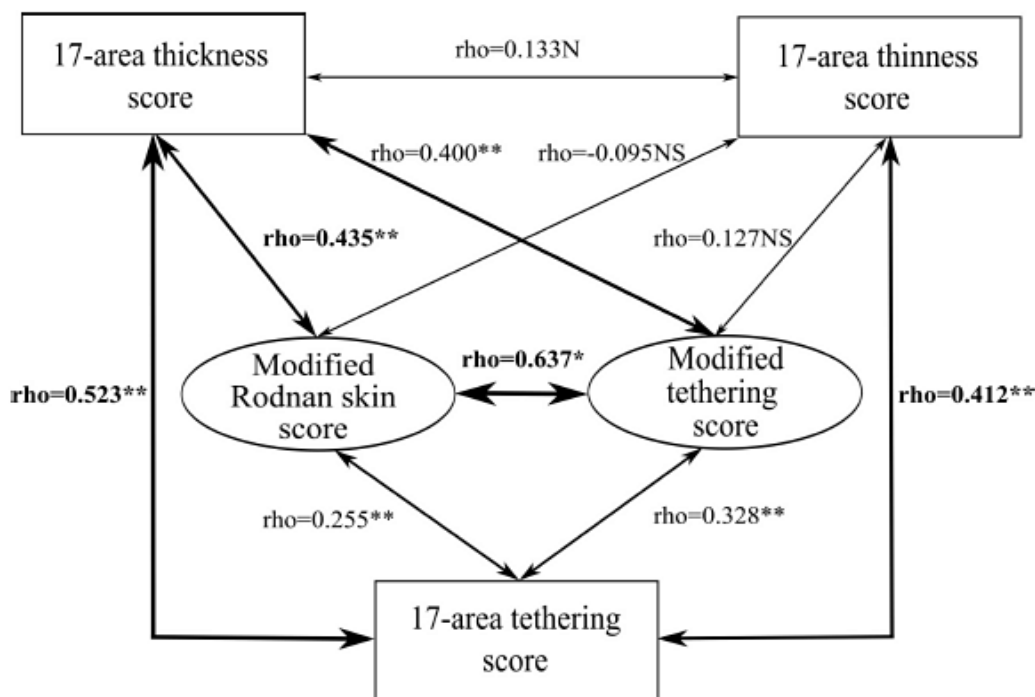 17-area thickness
score
rho=0.133N
17-area thinness
score
rho=0.400**
rho=-0.095NS
rho=0.435**
rho=0.127NS
Modified
Rodnan skin
score
rho=0.637*
Modified
tethering
score
rho=0.523**
rho=0.412**
rho=0.255**
rho=0.328**
17-area tethering
score